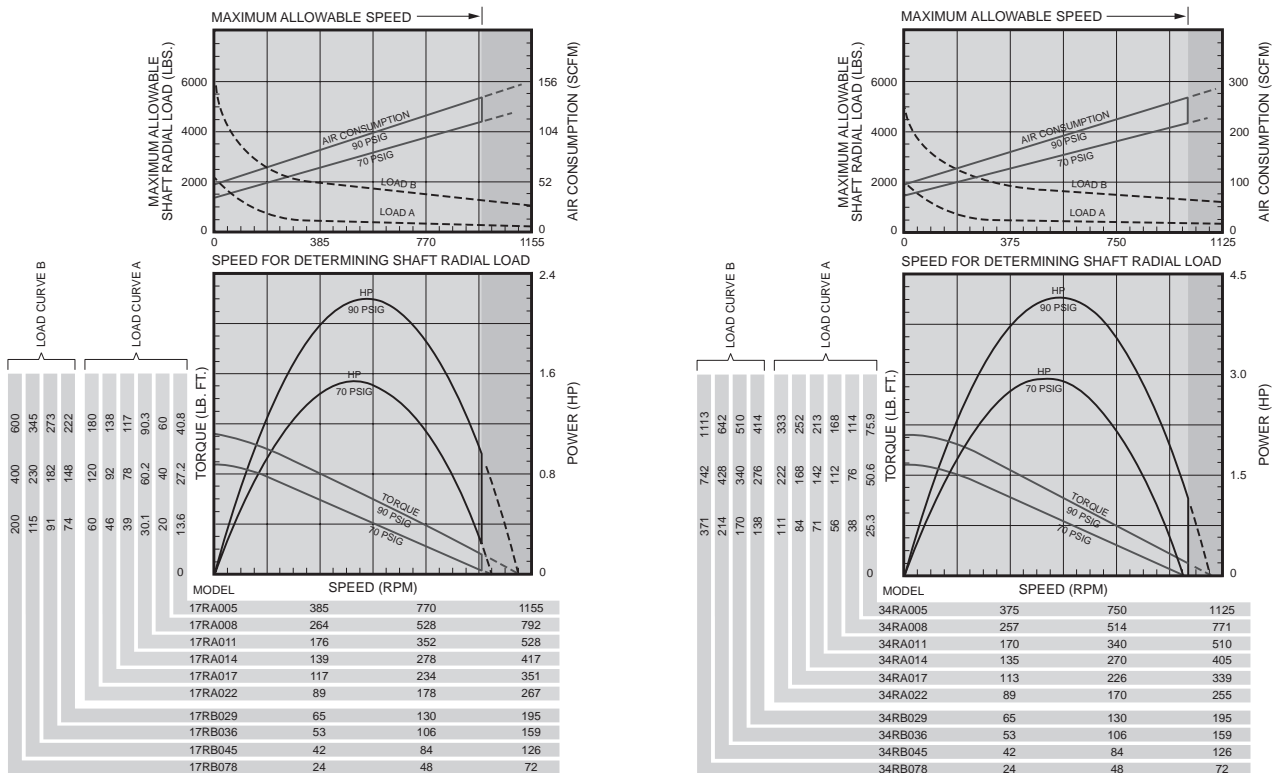 MAXIMUM ALLOWABLE SPEED
MAXIMUM ALLOWABLE
SHAFT RADIAL LOAD (LBS.)
6000
4000
2000
0
AIR CONSUMPTION
90 PSIG
70 PSIG
LOAD B
LOAD A
156
104
52
0
AIR CONSUMPTION (SCFM)
0 385 770 1155
SPEED FOR DETERMINING SHAFT RADIAL LOAD
LOAD CURVE B
LOAD CURVE A
600 345 273 222 180 138 117 90.3 60 40.8
400 230 182 148 120 92 78 60.2 40 27.2
200 115 91 74 60 46 39 30.1 20 13.6
0
TORQUE (LB. FT.)
HP
90 PSIG
HP
70 PSIG
TORQUE
90 PSIG
70 PSIG
2.4
1.6
0.8
0
POWER (HP)
MODEL SPEED (RPM)
17RA005 385 770 1155
17RA008 264 528 792
17RA011 176 352 528
17RA014 139 278 417
17RA017 117 234 351
17RA022 89 178 267
17RB029 65 130 195
17RB036 53 106 159
17RB045 42 84 126
17RB078 24 48 72
MAXIMUM ALLOWABLE SPEED
MAXIMUM ALLOWABLE
SHAFT RADIAL LOAD (LBS.)
6000
4000
2000
0
AIR CONSUMPTION
90 PSIG
70 PSIG
LOAD B
LOAD A
300
200
100
0
AIR CONSUMPTION (SCFM)
0 375 750 1125
SPEED FOR DETERMINING SHAFT RADIAL LOAD
LOAD CURVE B
LOAD CURVE A
1113 642 510 414 333 252 213 168 114 75.9
742 428 340 276 222 168 142 112 76 50.6
371 214 170 138 111 84 71 56 38 25.3
0
TORQUE (LB. FT.)
HP
90 PSIG
HP
70 PSIG
TORQUE
90 PSIG
70 PSIG
4.5
3.0
1.5
0
POWER (HP)
MODEL SPEED (RPM)
34RA005 375 750 1125
34RA008 257 514 771
34RA011 170 340 510
34RA014 135 270 405
34RA017 113 226 339
34RA022 89 170 255
34RB029 65 130 195
34RB036 53 106 159
34RB045 42 84 126
34RB078 24 48 72